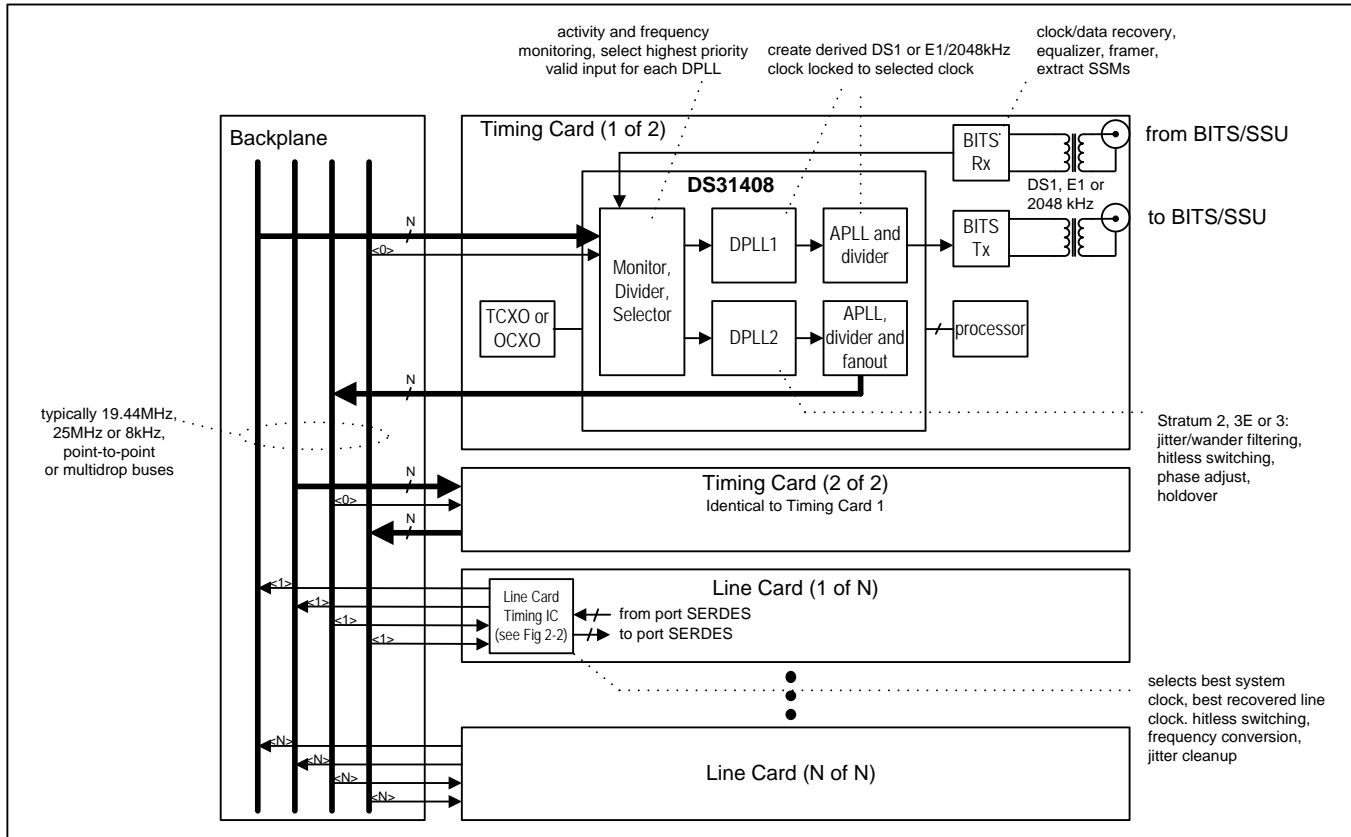 activity and frequency
monitoring, select highest priority
valid input for each DPLL
create derived DS1 or E1/2048kHz
clock locked to selected clock
clock/data recovery,
equalizer, framer,
extract SSMs
Backplane
Timing Card (1 of 2)
BITS
Rx
from BITS/SSU
DS31408
DS1, E1 or
2048 kHz
to BITS/SSU
N
<0>
Monitor,
Divider,
Selector
DPLL1
APLL and
divider
BITS
Tx
TCXO or
OCXO
DPLL2
APLL,
divider and
fanout
processor
N
typically 19.44MHz,
25MHz or 8kHz,
point-to-point
or multidrop buses
Stratum 2, 3E or 3:
jitter/wander filtering,
hitless switching,
phase adjust,
holdover
N
<0>
N
Timing Card (2 of 2)
Identical to Timing Card 1
<1>
<1>
<1>
<1>
Line Card (1 of N)
Line Card
Timing IC
(see Fig 2-2)
from port SERDES
to port SERDES
selects best system
clock, best recovered line
clock. hitless switching,
frequency conversion,
jitter cleanup
<N>
<N>
<N>
<N>
Line Card (N of N)